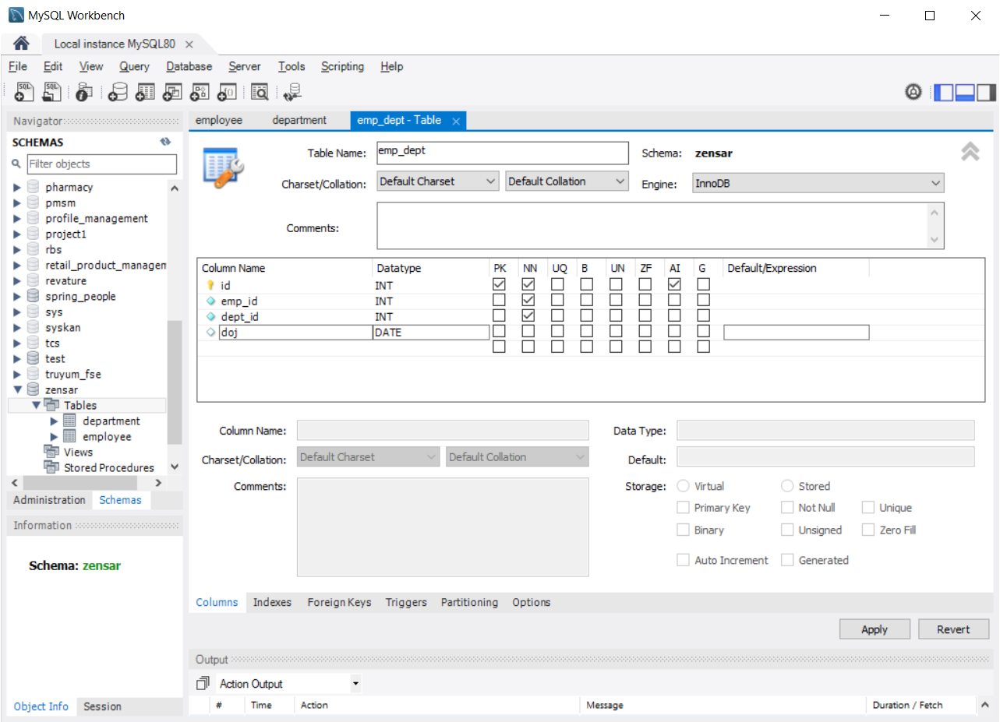 MySQL Workbench
Local instance MySQL80
File Edit View Query Database Server Tools Scripting Help
SQL SQL
Navigator
SCHEMAS
Filter objects
pharmacy
pmsm
profile_management
project1
rbs
retail_product_managem
revature
spring_people
sys
syskan
tcs
test
truyum_fse
zensar
Tables
department
employee
Views
Stored Procedures
Administration Schemas
Information
Schema: zensar
Object Info Session
employee department emp_dept - Table
Table Name: emp_dept Schema: zensar
Charset/Collation: Default Charset Default Collation Engine: InnoDB
Comments:
Column Name Datatype PK NN UQ B UN ZF AI G Default/Expression
id INT
emp_id INT
dept_id INT
doj DATE
Column Name: Data Type:
Charset/Collation: Default Charset Default Collation Default:
Comments: Storage: Virtual Stored
Primary Key Not Null Unique
Binary Unsigned Zero Fill
Auto Increment Generated
Columns Indexes Foreign Keys Triggers Partitioning Options
Apply Revert
Output
Action Output
# Time Action Message Duration / Fetch